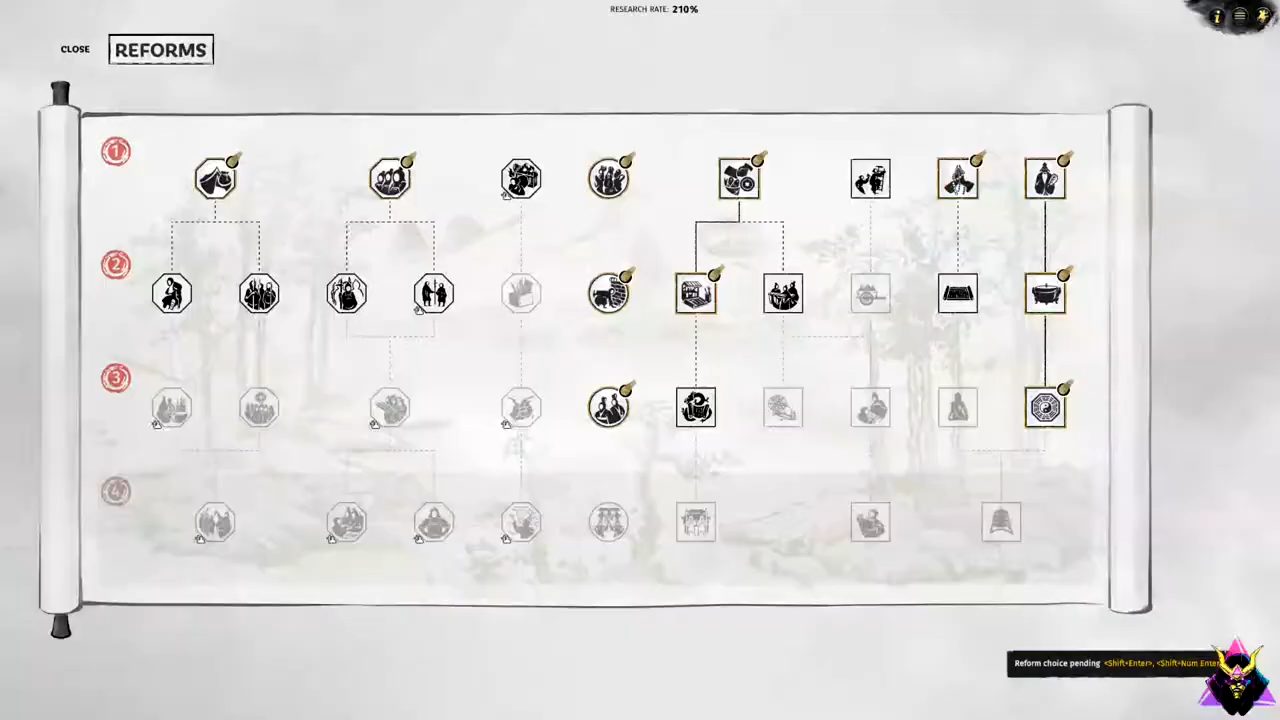 RESEARCH RATE: 210%
CLOSE
REFORMS
1
2
3
4
Reform choice pending <Shift+Enter>, <Shift+Num Enter